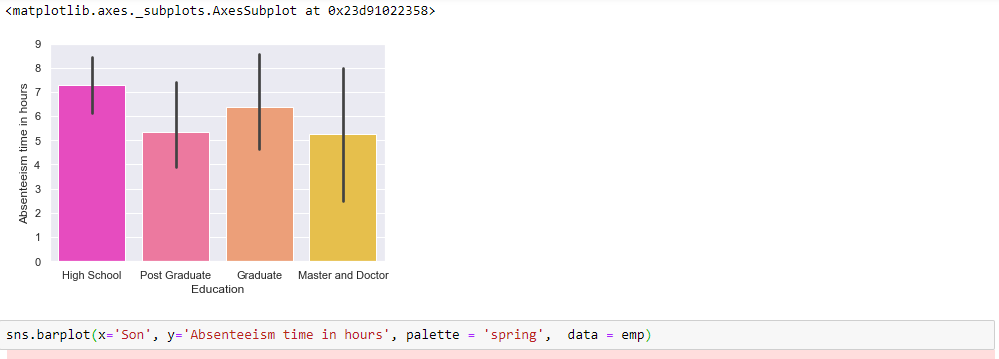 <matplotlib.axes._subplots.AxesSubplot at 0x23d91022358>
9
8
7
6
5
4
3
2
1
0
Absenteeism time in hours
High School Post Graduate Graduate Master and Doctor
Education
sns.barplot(x='Son', y='Absenteeism time in hours', palette = 'spring',  data = emp)